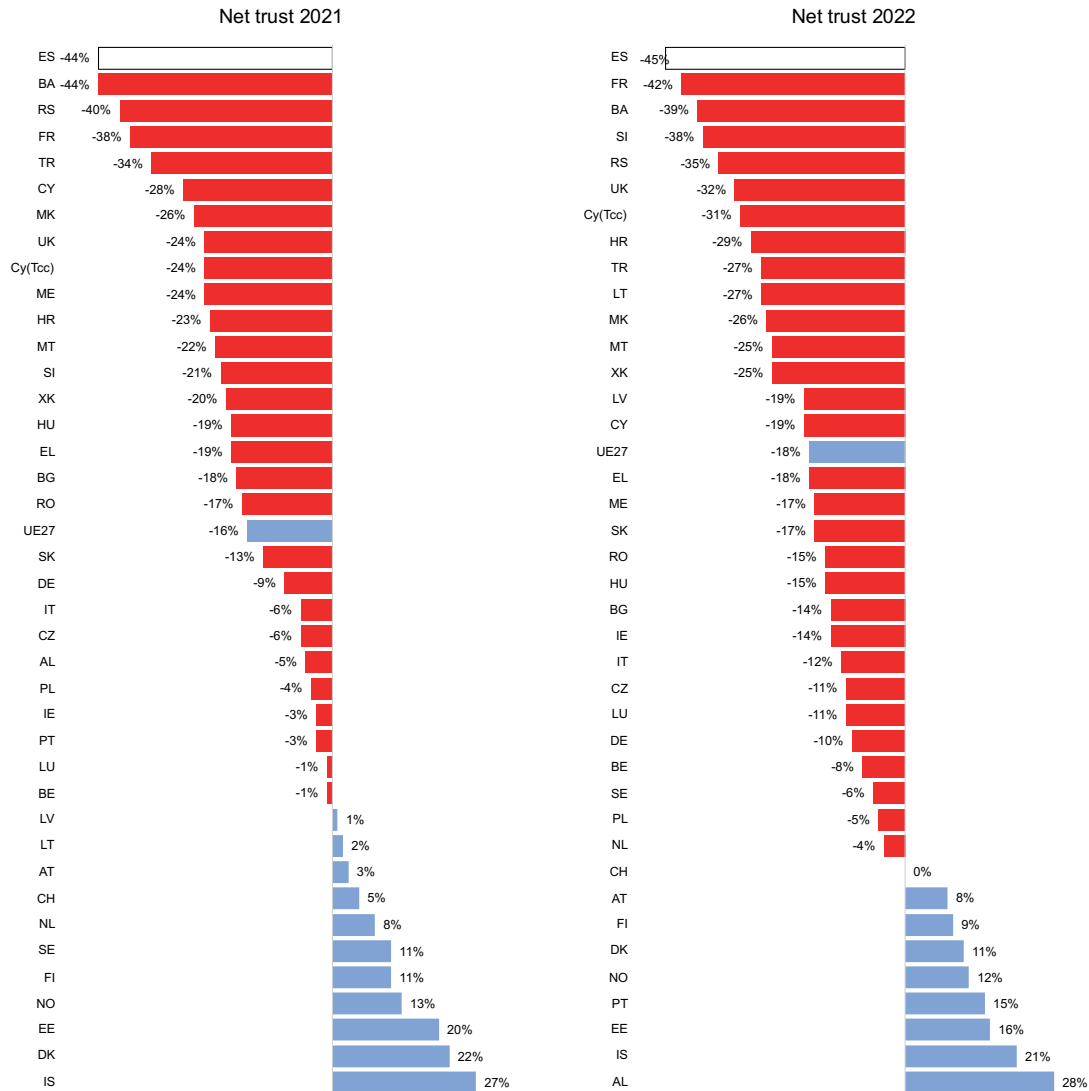 Net trust 2021
ES -44%
BA -44%
RS -40%
FR -38%
TR -34%
CY -28%
MK -26%
UK -24%
Cy(Tcc) -24%
ME -24%
HR -23%
MT -22%
SI -21%
XK -20%
HU -19%
EL -19%
BG -18%
RO -17%
UE27 -16%
SK -13%
DE -9%
IT -6%
CZ -6%
AL -5%
PL -4%
IE -3%
PT -3%
LU -1%
BE -1%
LV 1%
LT 2%
AT 3%
CH 5%
NL 8%
SE 11%
FI 11%
NO 13%
EE 20%
DK 22%
IS 27%
Net trust 2022
ES -45%
FR -42%
BA -39%
SI -38%
RS -35%
UK -32%
Cy(Tcc) -31%
HR -29%
TR -27%
LT -27%
MK -26%
MT -25%
XK -25%
LV -19%
CY -19%
UE27 -18%
EL -18%
ME -17%
SK -17%
RO -15%
HU -15%
BG -14%
IE -14%
IT -12%
CZ -11%
LU -11%
DE -10%
BE -8%
SE -6%
PL -5%
NL -4%
CH 0%
AT 8%
FI 9%
DK 11%
NO 12%
PT 15%
EE 16%
IS 21%
AL 28%